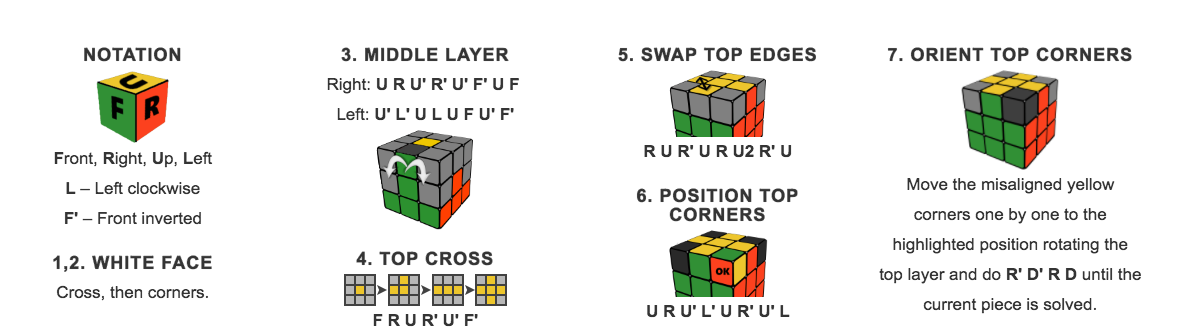 NOTATION
U
F R
Front, Right, Up, Left
L – Left clockwise
F' – Front inverted
1,2. WHITE FACE
Cross, then corners.
3. MIDDLE LAYER
Right: U R U' R' U' F' U F
Left: U' L' U L U F U' F'
4. TOP CROSS
F R U R' U' F'
5. SWAP TOP EDGES
R U R' U R U2 R' U
6. POSITION TOP
CORNERS
OK
U R U' L' U R' U' L
7. ORIENT TOP CORNERS
Move the misaligned yellow
corners one by one to the
highlighted position rotating the
top layer and do R' D' R D until the
current piece is solved.